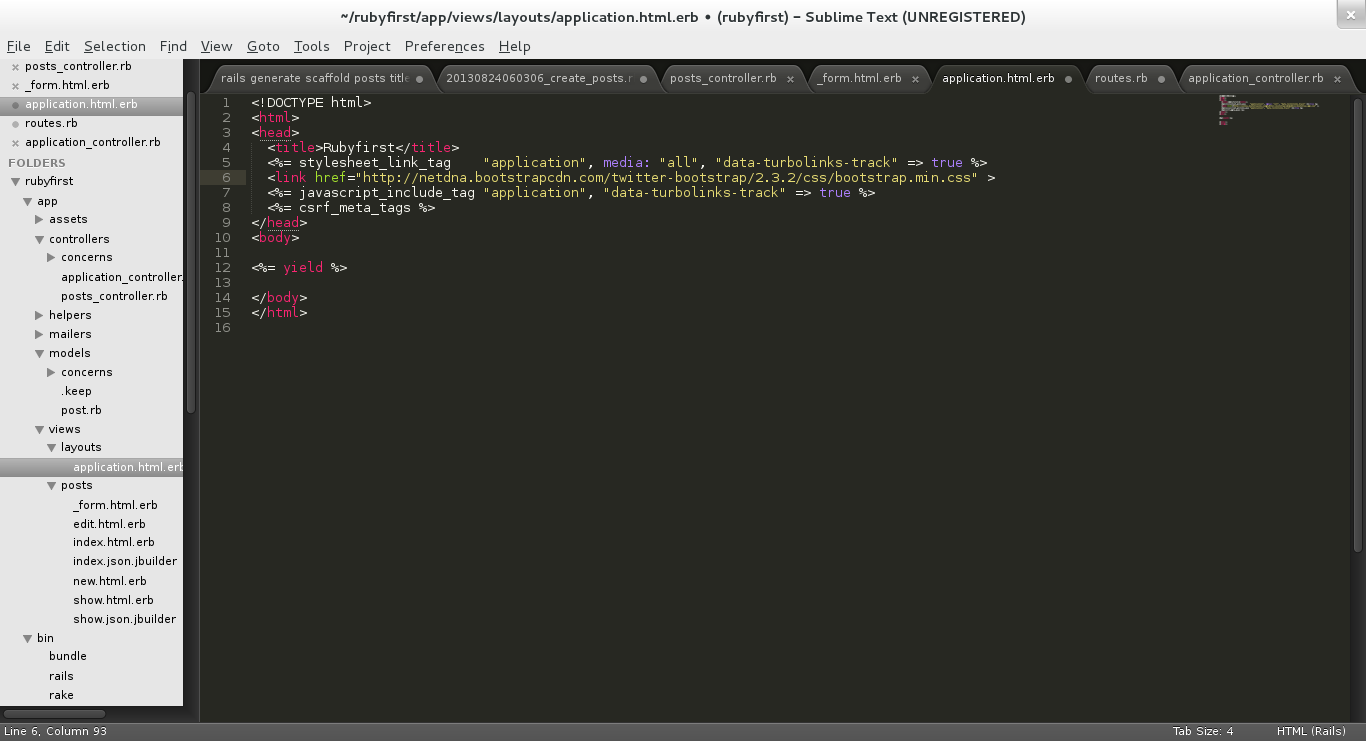 ~/rubyfirst/app/views/layouts/application.html.erb • (rubyfirst) – Sublime Text (UNREGISTERED)
File Edit Selection Find View Goto Tools Project Preferences Help
posts_controller.rb
_form.html.erb
application.html.erb
routes.rb
application_controller.rb
FOLDERS
rubyfirst
app
assets
controllers
concerns
application_controller.
posts_controller.rb
helpers
mailers
models
concerns
.keep
post.rb
views
layouts
application.html.erb
posts
_form.html.erb
edit.html.erb
index.html.erb
index.json.jbuilder
new.html.erb
show.html.erb
show.json.jbuilder
bin
bundle
rails
rake
rails generate scaffold posts title 20130824060306_create_posts.r posts_controller.rb _form.html.erb application.html.erb routes.rb application_controller.rb
1 <!DOCTYPE html>
2 <html>
3 <head>
4   <title>Rubyfirst</title>
5   <%= stylesheet_link_tag    "application", media: "all", "data-turbolinks-track" => true %>
6   <link href="http://netdna.bootstrapcdn.com/twitter-bootstrap/2.3.2/css/bootstrap.min.css" >
7   <%= javascript_include_tag "application", "data-turbolinks-track" => true %>
8   <%= csrf_meta_tags %>
9 </head>
10 <body>
11
12 <%= yield %>
13
14 </body>
15 </html>
16
Line 6, Column 93 Tab Size: 4 HTML (Rails)